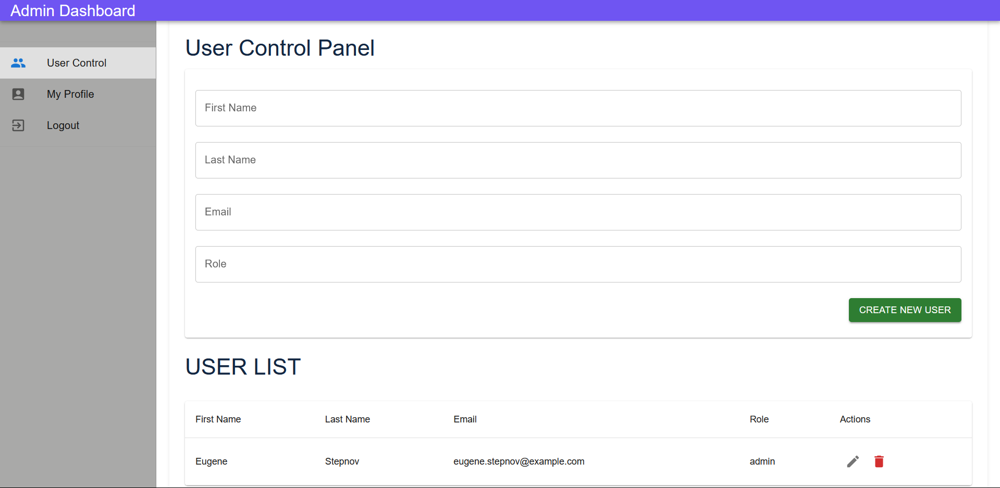 Admin Dashboard
User Control
My Profile
Logout
User Control Panel
First Name
Last Name
Email
Role
CREATE NEW USER
USER LIST
First Name Last Name Email Role Actions
Eugene Stepnov eugene.stepnov@example.com admin